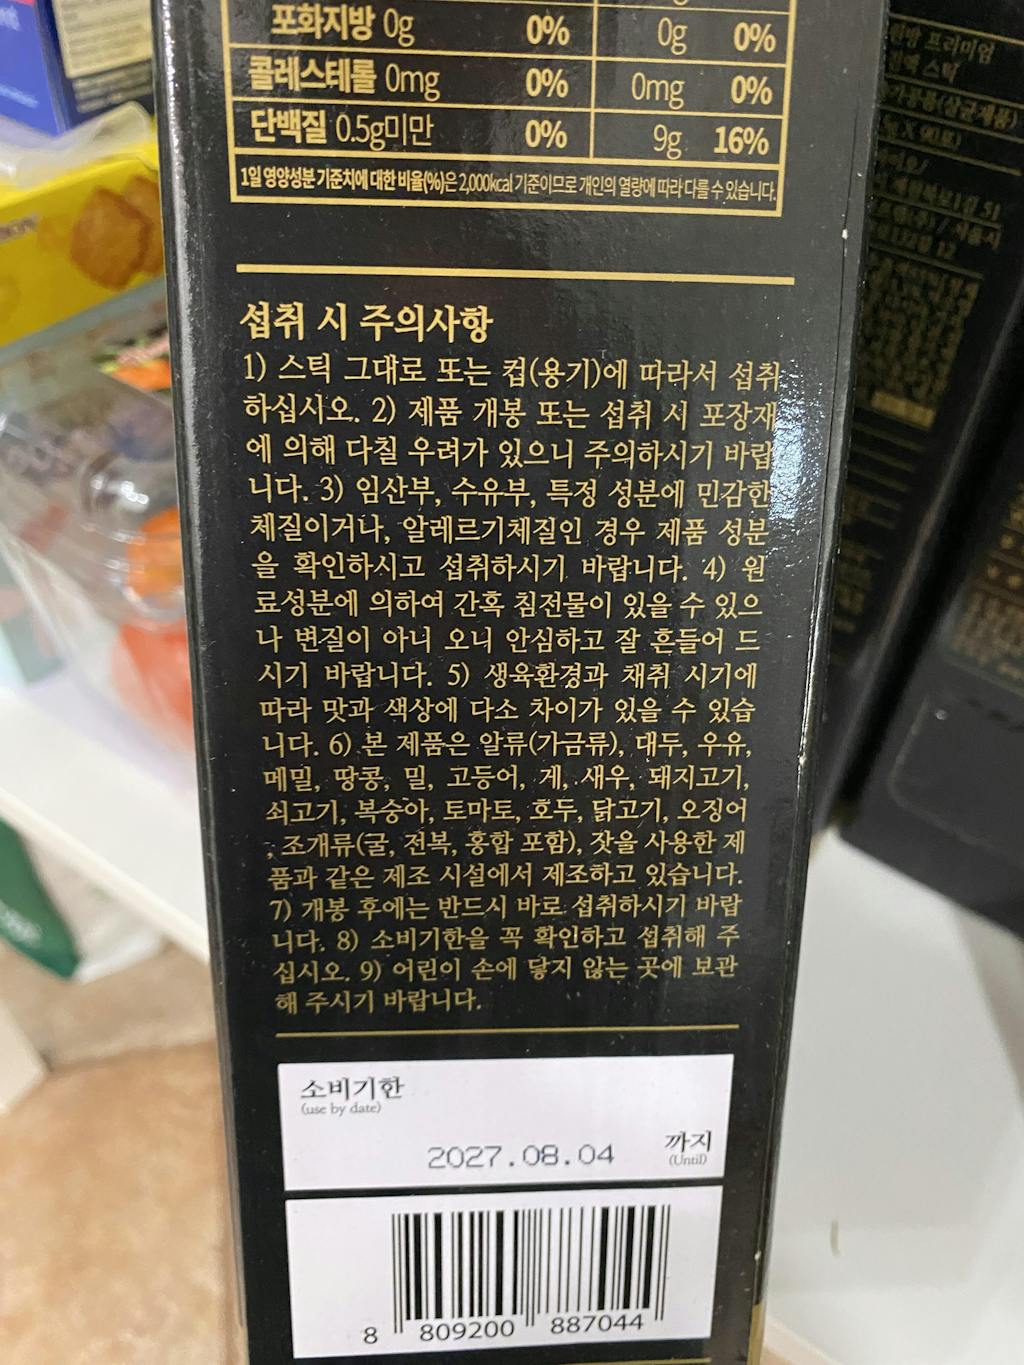 포화지방 0g 0% 0g 0%
콜레스테롤 0mg 0% 0mg 0%
단백질 0.5g미만 0% 9g 16%
1일 영양성분 기준치에 대한 비율(%)은 2,000kcal 기준이므로 개인의 열량에 따라 다를 수 있습니다.
섭취 시 주의사항
1) 스틱 그대로 또는 컵(용기)에 따라서 섭취
하십시오. 2) 제품 개봉 또는 섭취 시 포장재
에 의해 다칠 우려가 있으니 주의하시기 바랍
니다. 3) 임산부, 수유부, 특정 성분에 민감한
체질이거나, 알레르기체질인 경우 제품 성분
을 확인하시고 섭취하시기 바랍니다. 4) 원
료성분에 의하여 간혹 침전물이 있을 수 있으
나 변질이 아니 오니 안심하고 잘 흔들어 드
시기 바랍니다. 5) 생육환경과 채취 시기에
따라 맛과 색상에 다소 차이가 있을 수 있습
니다. 6) 본 제품은 알류(가금류), 대두, 우유,
메밀, 땅콩, 밀, 고등어, 게, 새우, 돼지고기,
쇠고기, 복숭아, 토마토, 호두, 닭고기, 오징어
, 조개류(굴, 전복, 홍합 포함), 잣을 사용한 제
품과 같은 제조 시설에서 제조하고 있습니다.
7) 개봉 후에는 반드시 바로 섭취하시기 바랍
니다. 8) 소비기한을 꼭 확인하고 섭취해 주
십시오. 9) 어린이 손에 닿지 않는 곳에 보관
해 주시기 바랍니다.
소비기한
(use by date)
2027.08.04 까지
(Until)
8 809200 887044
프리미엄
스틱
(살균제품)